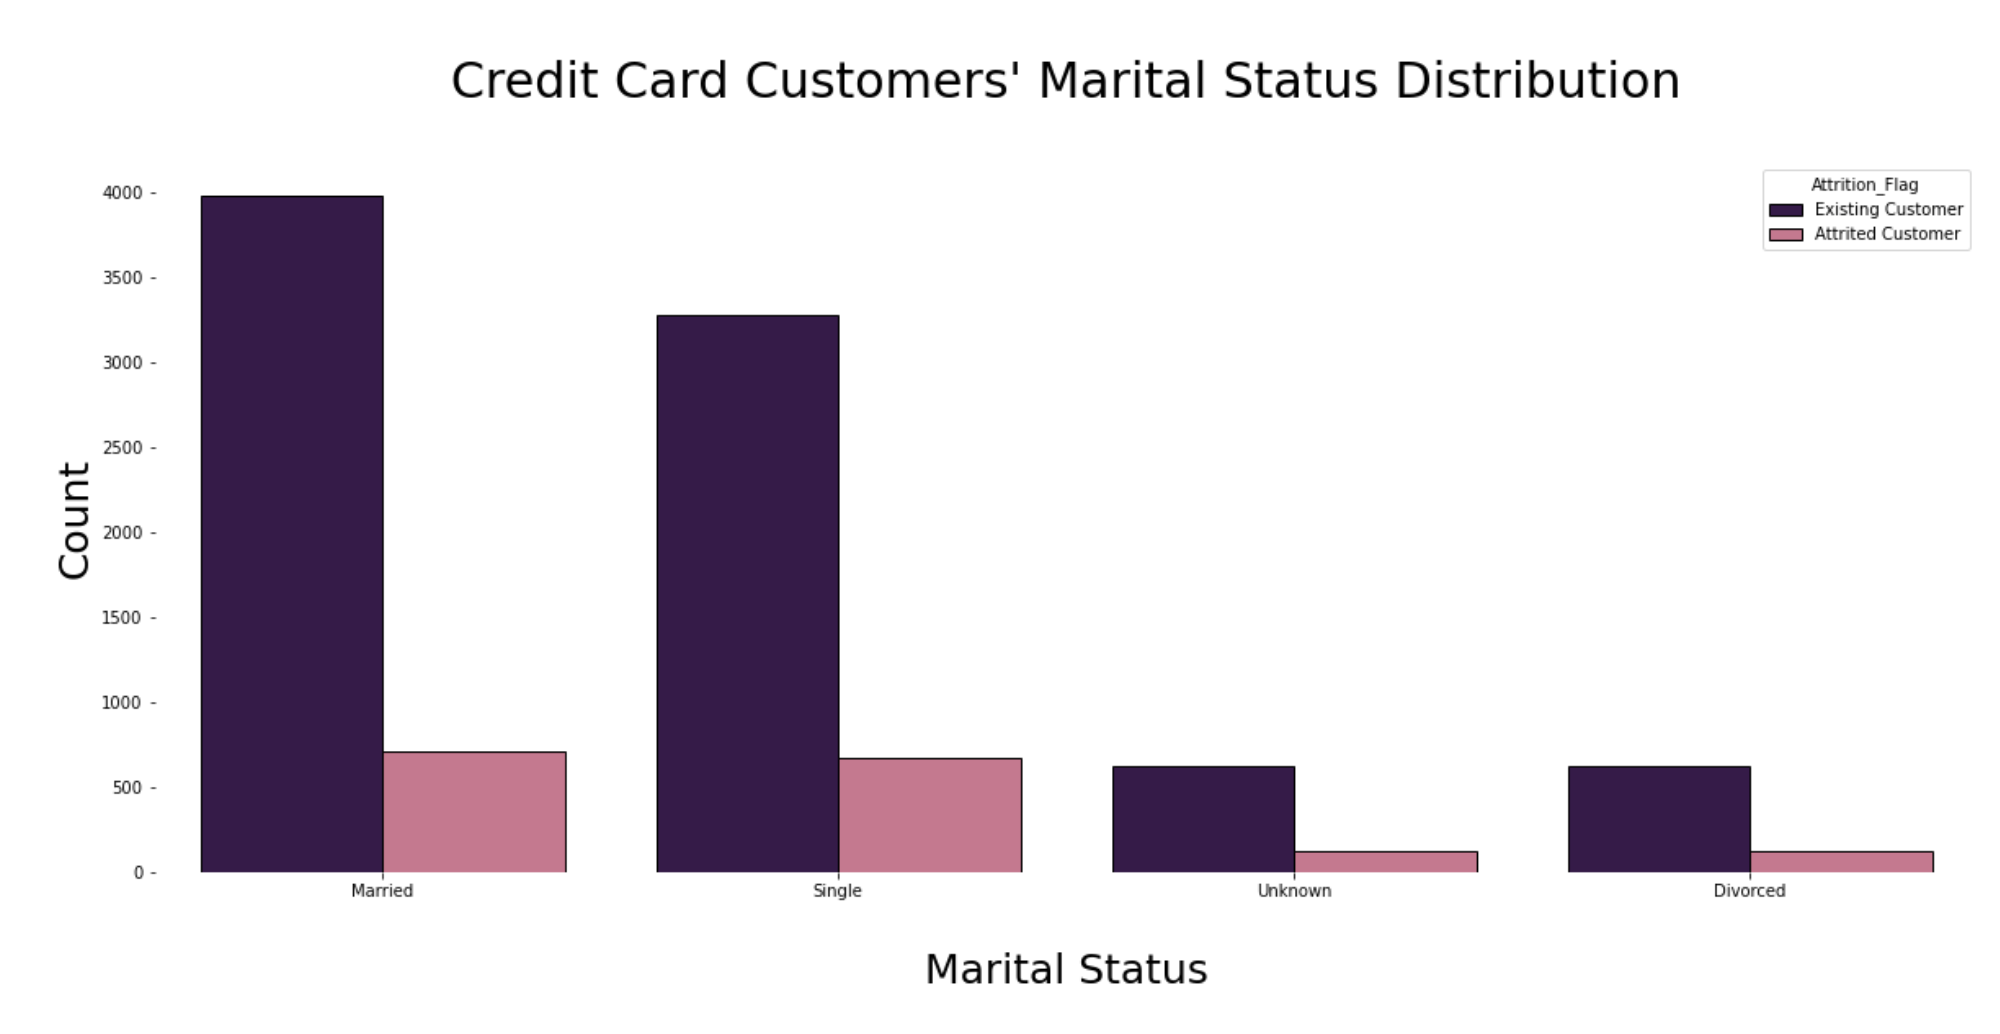 Credit Card Customers' Marital Status Distribution
Attrition_Flag
Existing Customer
Attrited Customer
4000
3500
3000
2500
2000
1500
1000
500
0
Count
Married
Single
Unknown
Divorced
Marital Status